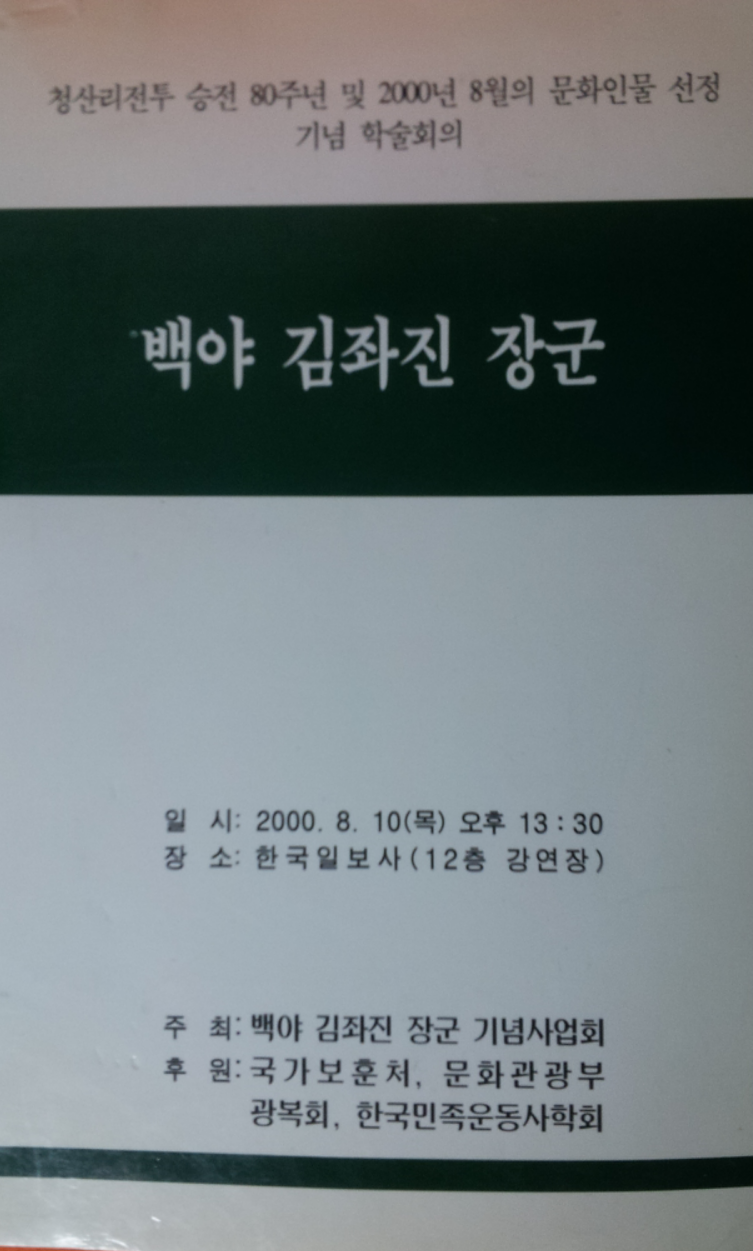 청산리전투 승전 80주년 및 2000년 8월의 문화인물 선정
기념 학술회의
백야 김좌진 장군
일 시: 2000. 8. 10(목) 오후 13:30
장 소: 한국일보사(12층 강연장)
주 최: 백야 김좌진 장군 기념사업회
후 원: 국가보훈처, 문화관광부
광복회, 한국민족운동사학회